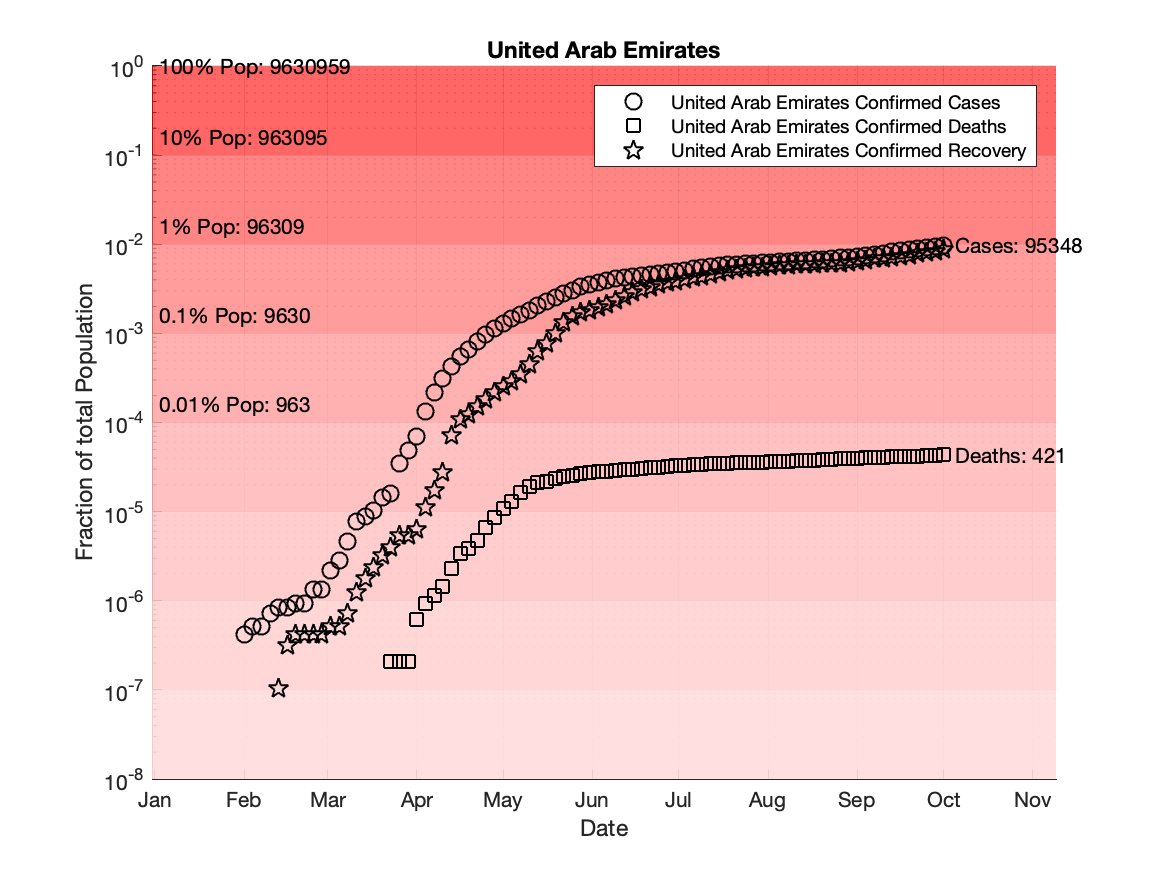 United Arab Emirates
10^0
100% Pop: 9630959
United Arab Emirates Confirmed Cases
United Arab Emirates Confirmed Deaths
United Arab Emirates Confirmed Recovery
10% Pop: 963095
10^-1
1% Pop: 96309
10^-2
Cases: 95348
0.1% Pop: 9630
10^-3
0.01% Pop: 963
10^-4
Deaths: 421
10^-5
10^-6
10^-7
10^-8
Fraction of total Population
Jan Feb Mar Apr May Jun Jul Aug Sep Oct Nov
Date